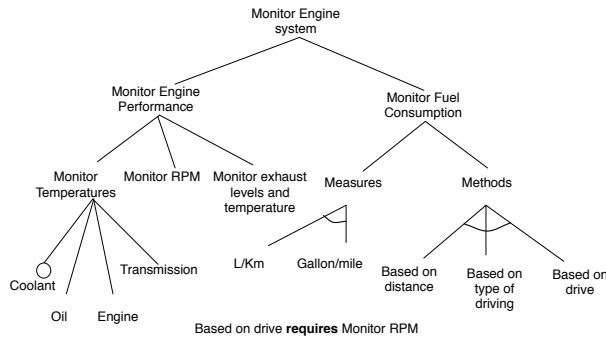 Monitor Engine
system
Monitor Engine
Performance
Monitor Fuel
Consumption
Monitor
Temperatures
Monitor RPM
Monitor exhaust
levels and
temperature
Measures
Methods
Coolant
Oil
Engine
Transmission
L/Km
Gallon/mile
Based on
distance
Based on
type of
driving
Based on
drive
Based on drive requires Monitor RPM